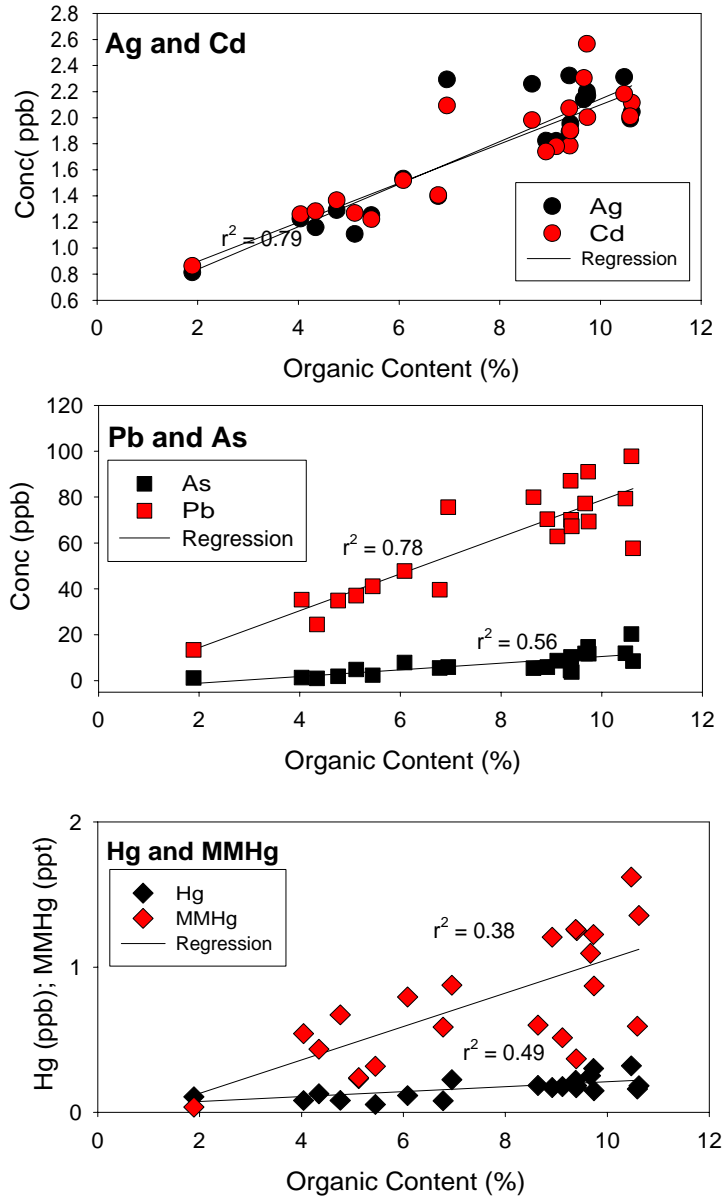 Ag and Cd
Conc( ppb)
2.8
2.6
2.4
2.2
2.0
1.8
1.6
1.4
1.2
1.0
0.8
0.6
r² = 0.79
Ag
Cd
Regression
0 2 4 6 8 10 12
Organic Content (%)
Pb and As
Conc (ppb)
120
100
80
60
40
20
0
As
Pb
Regression
r² = 0.78
r² = 0.56
0 2 4 6 8 10 12
Organic Content (%)
Hg and MMHg
Hg (ppb); MMHg (ppt)
2
1
0
Hg
MMHg
Regression
r² = 0.38
r² = 0.49
0 2 4 6 8 10 12
Organic Content (%)